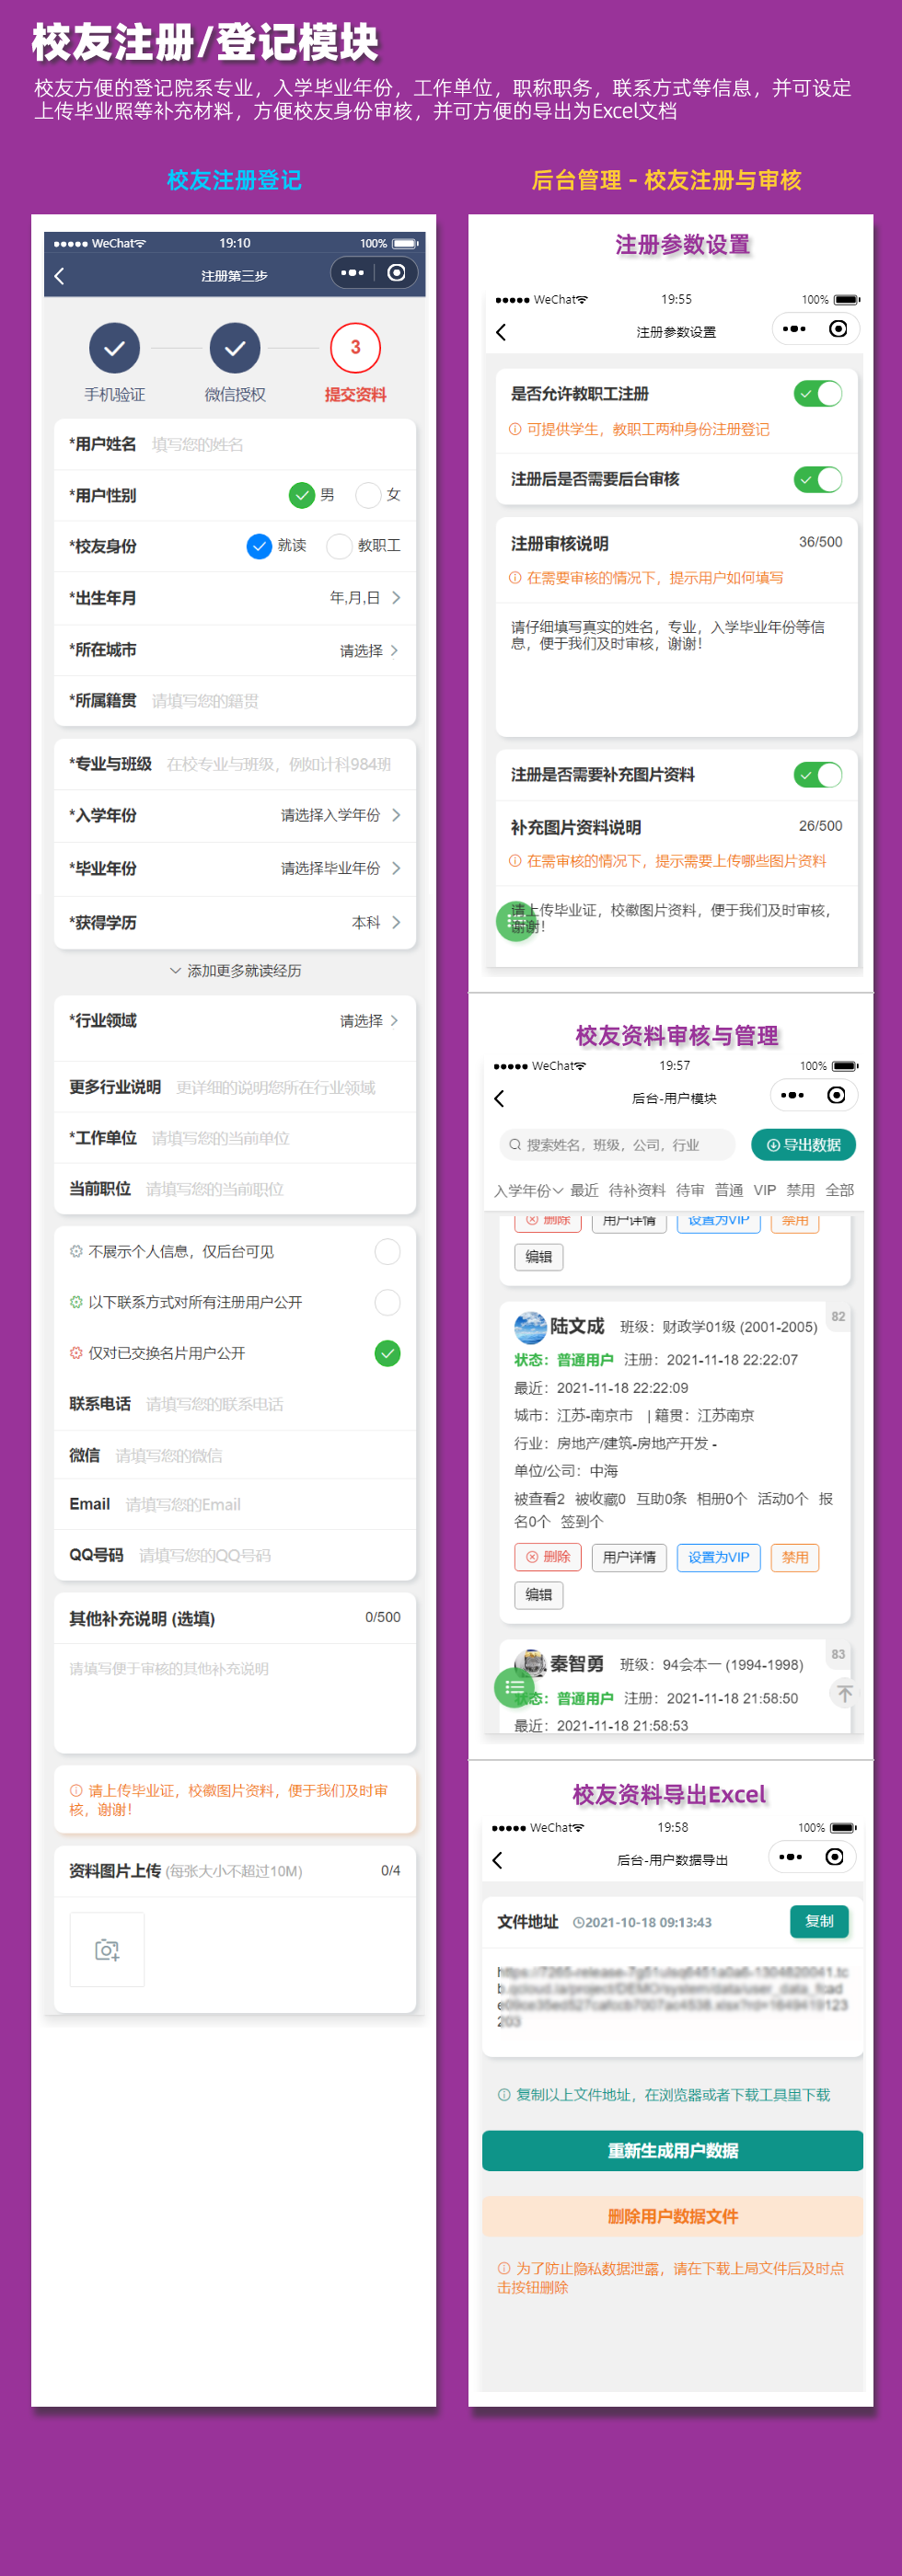 校友注册/登记模块
校友方便的登记院系专业，入学毕业年份，工作单位，职称职务，联系方式等信息，并可设定
上传毕业照等补充材料，方便校友身份审核，并可方便的导出为Excel文档
校友注册登记
WeChat 19:10 100%
注册第三步
3
手机验证 微信授权 提交资料
*用户姓名 填写您的姓名
*用户性别 男 女
*校友身份 就读 教职工
*出生年月 年,月,日
*所在城市 请选择
*所属籍贯 请填写您的籍贯
*专业与班级 在校专业与班级，例如计科984班
*入学年份 请选择入学年份
*毕业年份 请选择毕业年份
*获得学历 本科
添加更多就读经历
*行业领域 请选择
更多行业说明 更详细的说明您所在行业领域
*工作单位 请填写您的当前单位
当前职位 请填写您的当前职位
不展示个人信息，仅后台可见
以下联系方式对所有注册用户公开
仅对已交换名片用户公开
联系电话 请填写您的联系电话
微信 请填写您的微信
Email 请填写您的Email
QQ号码 请填写您的QQ号码
其他补充说明 (选填) 0/500
请填写便于审核的其他补充说明
请上传毕业证，校徽图片资料，便于我们及时审
核，谢谢！
资料图片上传 (每张大小不超过10M) 0/4
后台管理 - 校友注册与审核
注册参数设置
WeChat 19:55 100%
注册参数设置
是否允许教职工注册
可提供学生，教职工两种身份注册登记
注册后是否需要后台审核
注册审核说明 36/500
在需要审核的情况下，提示用户如何填写
请仔细填写真实的姓名，专业，入学毕业年份等信
息，便于我们及时审核，谢谢！
注册是否需要补充图片资料
补充图片资料说明 26/500
在需审核的情况下，提示需要上传哪些图片资料
请上传毕业证，校徽图片资料，便于我们及时审核，
谢谢！
校友资料审核与管理
WeChat 19:57 100%
后台-用户模块
搜索姓名，班级，公司，行业 导出数据
入学年份 最近 待补资料 待审 普通 VIP 禁用 全部
删除 用户详情 设置为VIP 禁用
编辑
82
陆文成 班级：财政学01级 (2001-2005)
状态：普通用户 注册：2021-11-18 22:22:07
最近：2021-11-18 22:22:09
城市：江苏-南京市 | 籍贯：江苏南京
行业：房地产/建筑-房地产开发 -
单位/公司：中海
被查看2 被收藏0 互助0条 相册0个 活动0个 报
名0个 签到个
删除 用户详情 设置为VIP 禁用
编辑
83
秦智勇 班级：94会本一 (1994-1998)
状态：普通用户 注册：2021-11-18 21:58:50
最近：2021-11-18 21:58:53
校友资料导出Excel
WeChat 19:58 100%
后台-用户数据导出
文件地址 2021-10-18 09:13:43 复制
复制以上文件地址，在浏览器或者下载工具里下载
重新生成用户数据
删除用户数据文件
为了防止隐私数据泄露，请在下载上局文件后及时点
击按钮删除